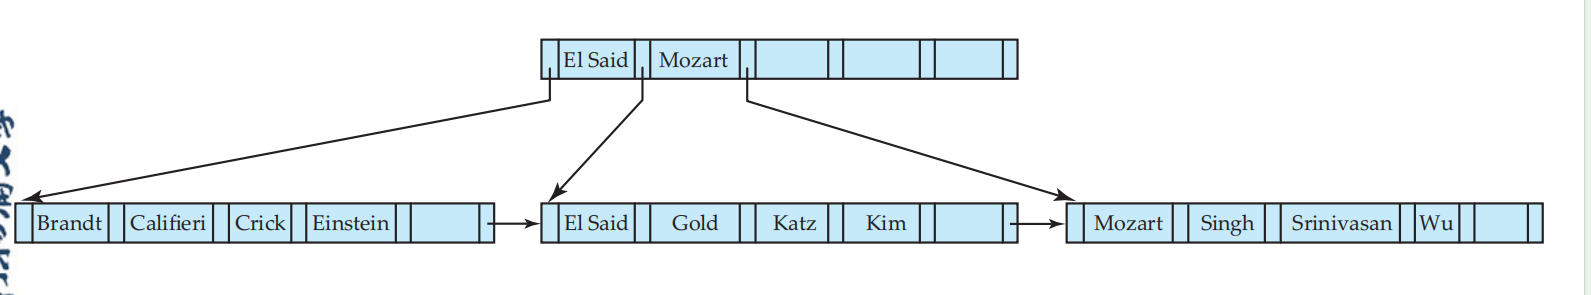 El Said Mozart
Brandt Califieri Crick Einstein El Said Gold Katz Kim Mozart Singh Srinivasan Wu